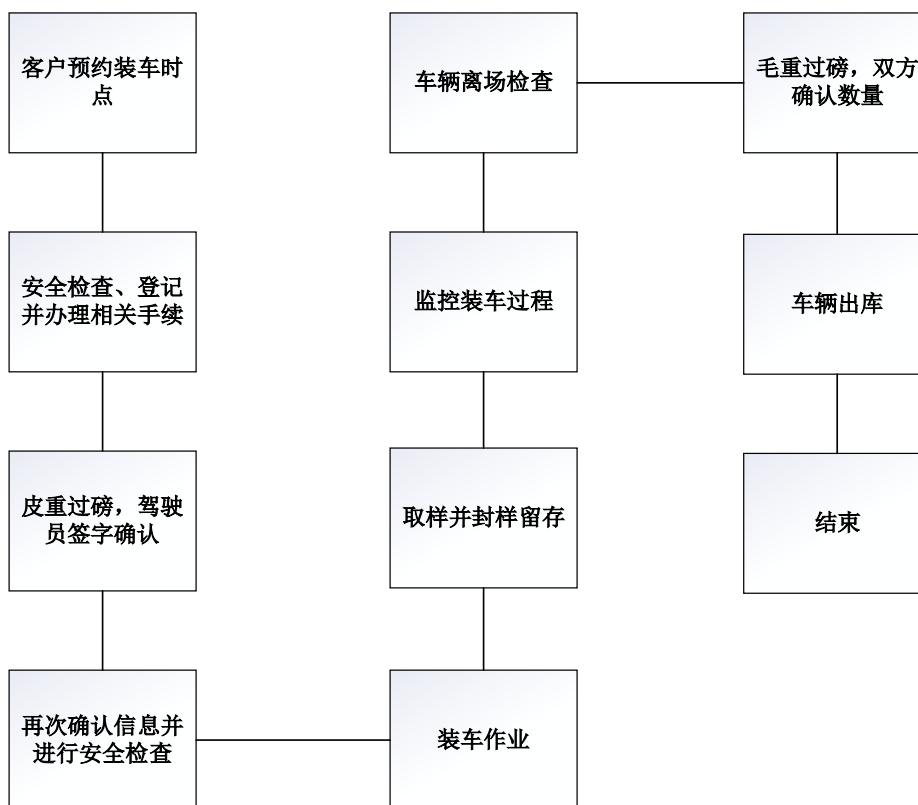 客户预约装车时
点
安全检查、登记
并办理相关手续
皮重过磅，驾驶
员签字确认
再次确认信息并
进行安全检查
装车作业
取样并封样留存
监控装车过程
车辆离场检查
毛重过磅，双方
确认数量
车辆出库
结束